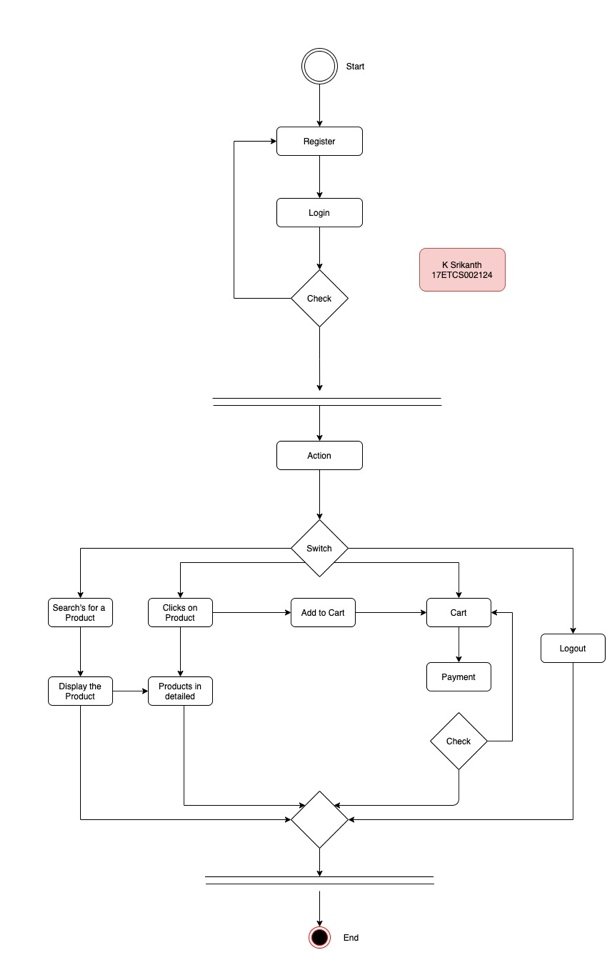 Start
Register
Login
K Srikanth
17ETCS002124
Check
Action
Switch
Search's for a
Product
Clicks on
Product
Add to Cart
Cart
Logout
Display the
Product
Products in
detailed
Payment
Check
End